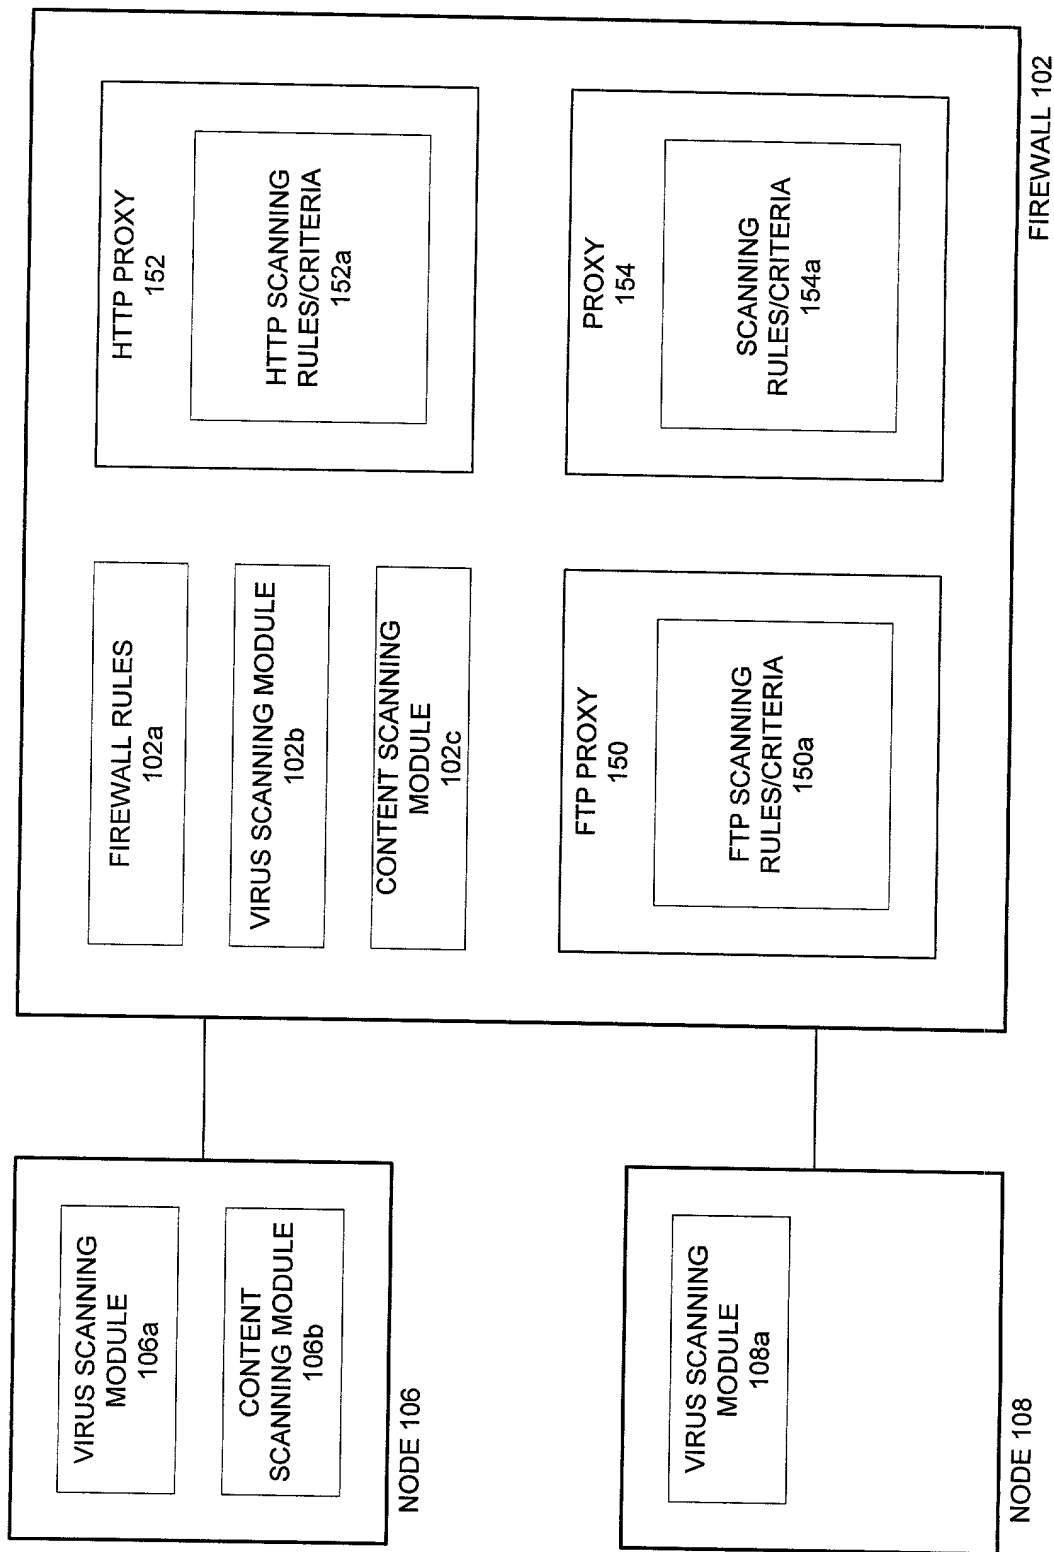 VIRUS SCANNING
MODULE
106a
CONTENT
SCANNING MODULE
106b
NODE 106
VIRUS SCANNING
MODULE
108a
NODE 108
FIREWALL RULES
102a
VIRUS SCANNING MODULE
102b
CONTENT SCANNING
MODULE
102c
HTTP PROXY
152
HTTP SCANNING
RULES/CRITERIA
152a
FTP PROXY
150
FTP SCANNING
RULES/CRITERIA
150a
PROXY
154
SCANNING
RULES/CRITERIA
154a
FIREWALL 102